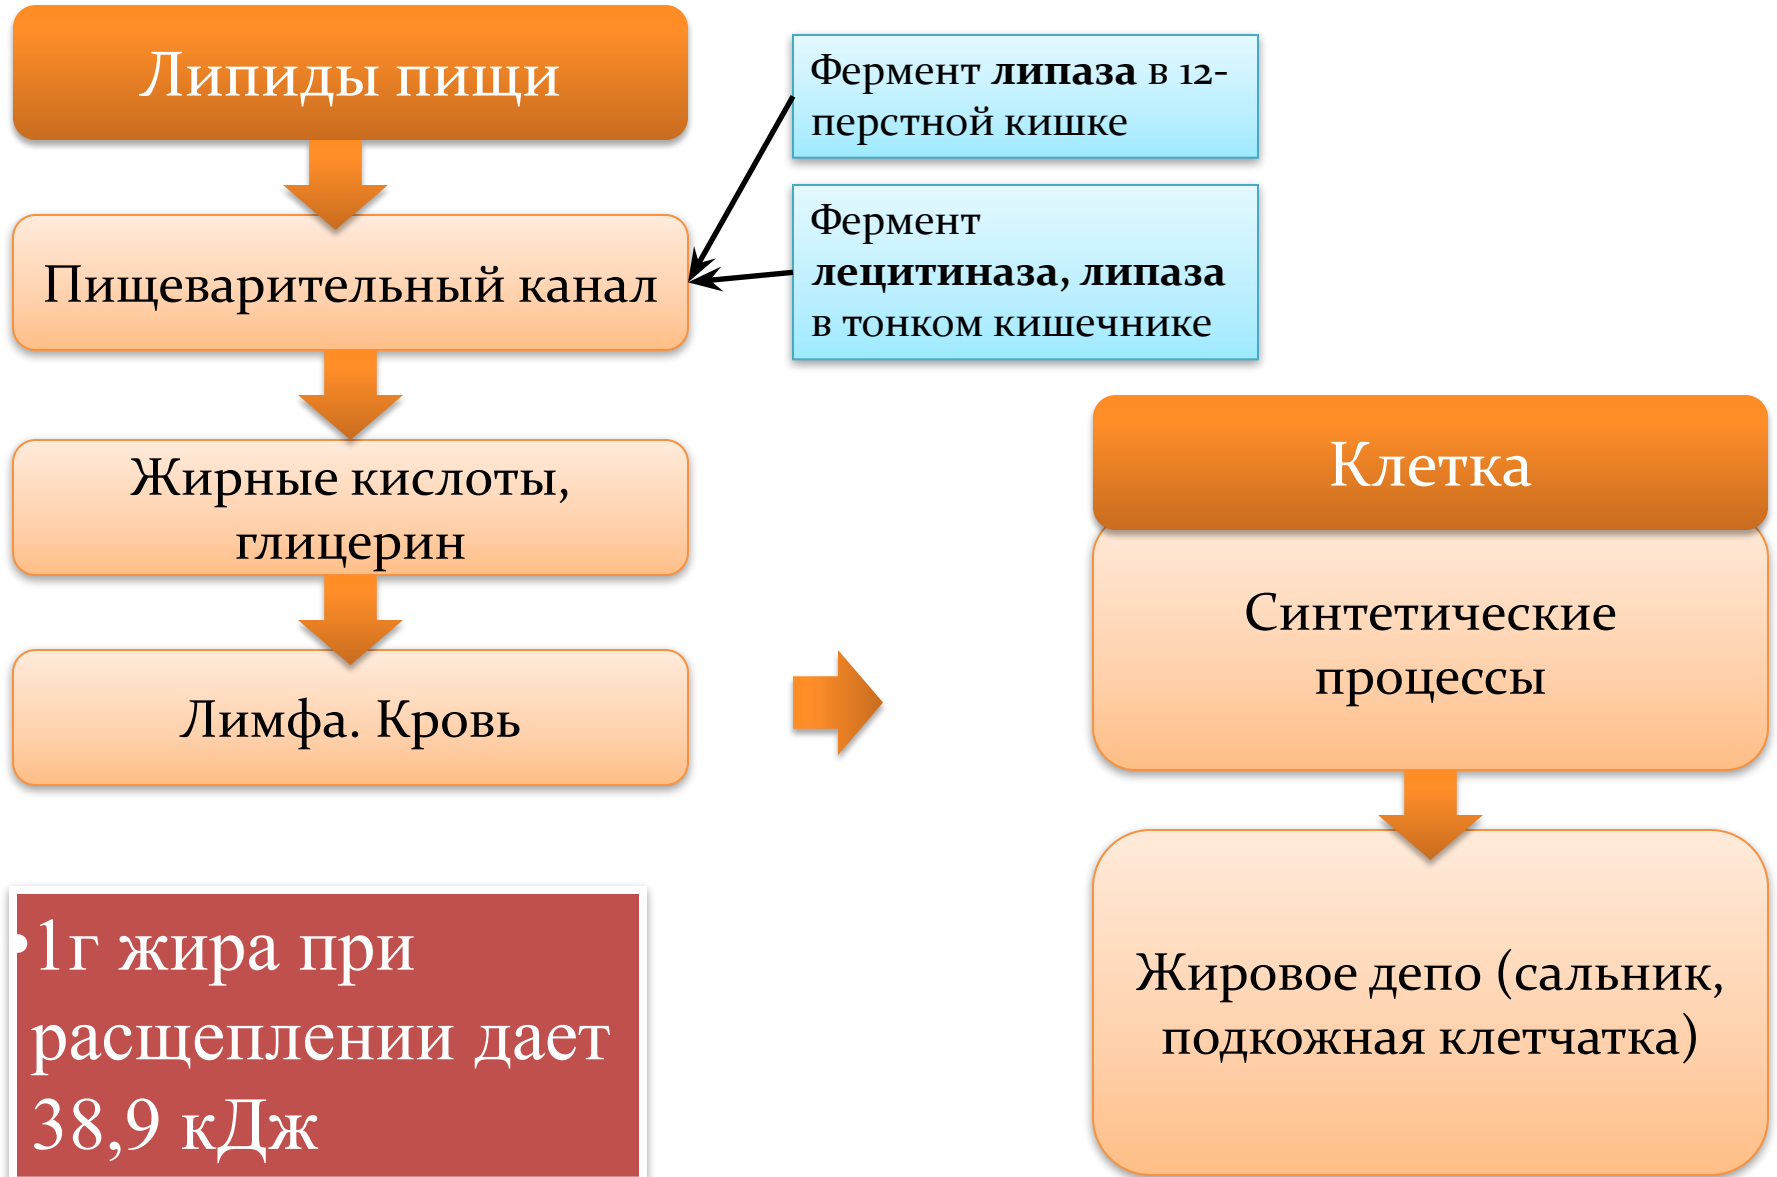 Липиды пищи
Фермент липаза в 12-
перстной кишке
Фермент
лецитиназа, липаза
в тонком кишечнике
Пищеварительный канал
Жирные кислоты,
глицерин
Лимфа. Кровь
Клетка
Синтетические
процессы
Жировое депо (сальник,
подкожная клетчатка)
•1г жира при
расщеплении дает
38,9 кДж